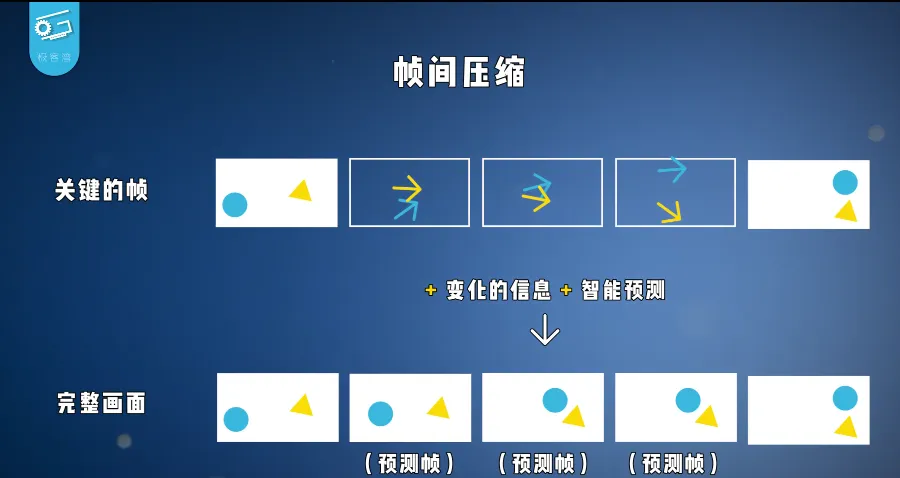 极客湾
帧间压缩
关键的帧
+ 变化的信息 + 智能预测
完整画面
(预测帧) (预测帧) (预测帧)